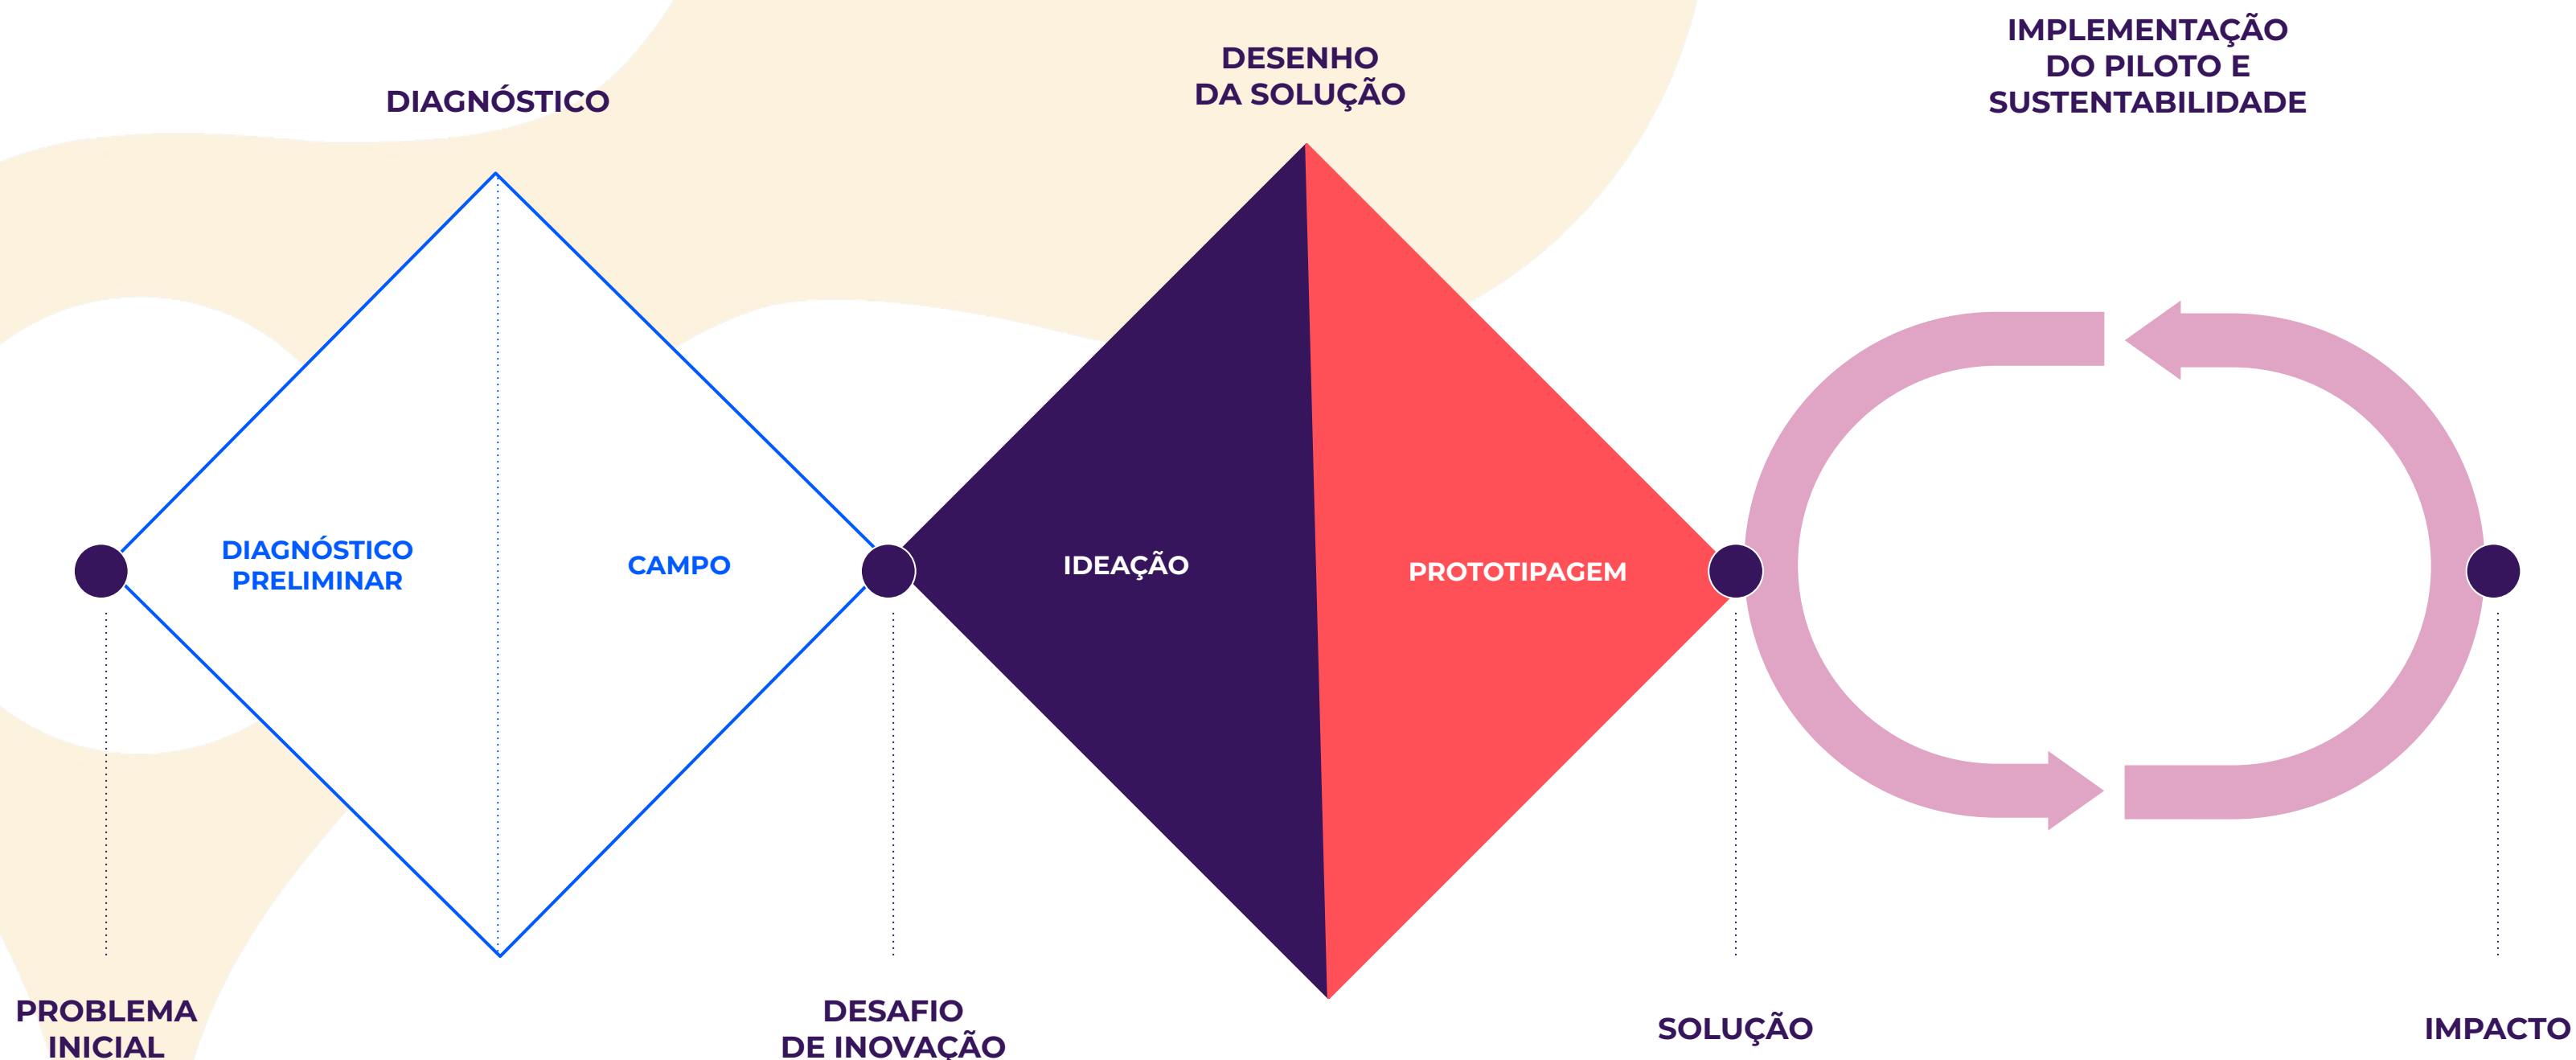 DIAGNÓSTICO
DESENHO
DA SOLUÇÃO
IMPLEMENTAÇÃO
DO PILOTO E
SUSTENTABILIDADE
DIAGNÓSTICO
PRELIMINAR
CAMPO
IDEAÇÃO
PROTOTIPAGEM
PROBLEMA
INICIAL
DESAFIO
DE INOVAÇÃO
SOLUÇÃO
IMPACTO